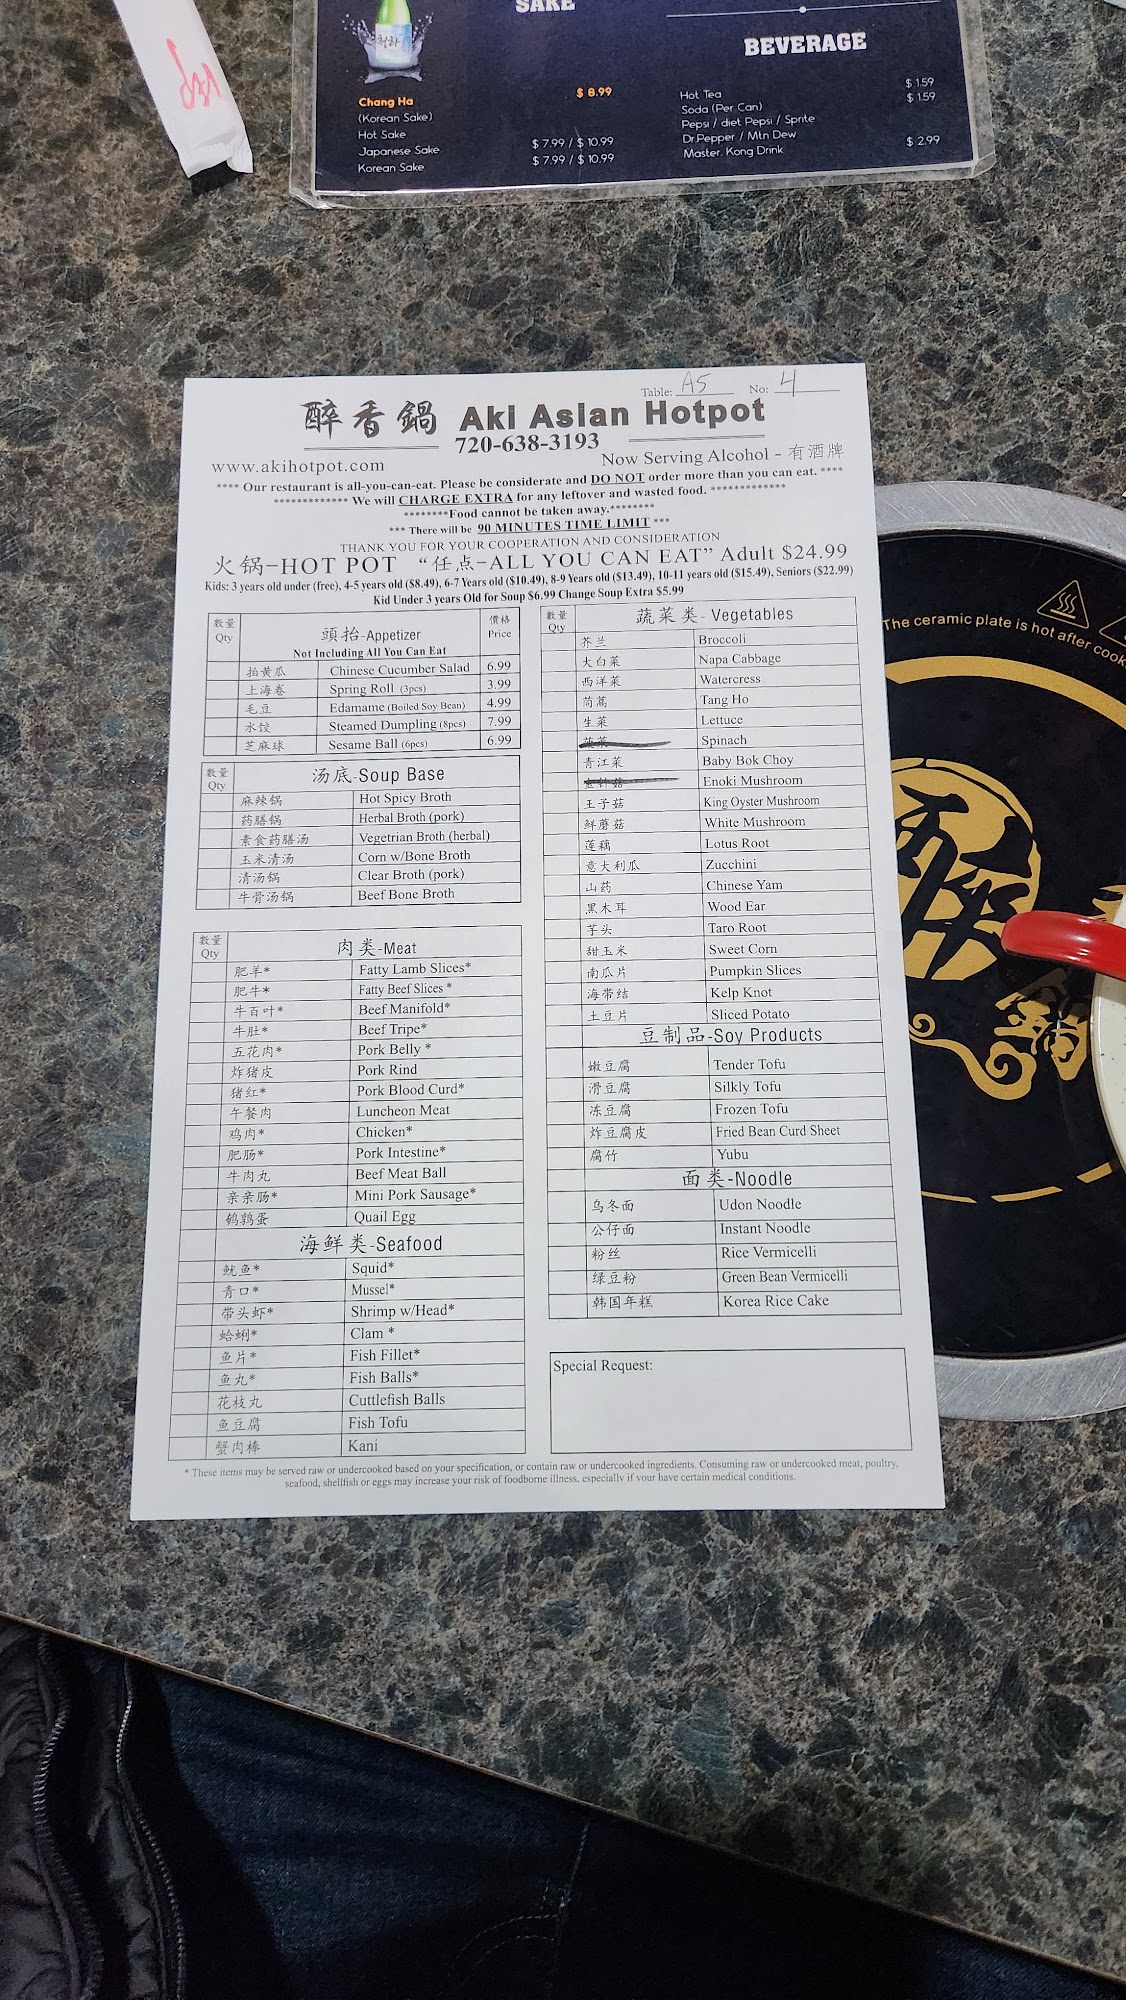 SAKE
BEVERAGE
Chang Ha $ 8.99
(Korean Sake)
Hot Sake
Japanese Sake $ 7.99 / $ 10.99
Korean Sake $ 7.99 / $ 10.99
Hot Tea $ 1.59
Soda (Per Can) $ 1.59
Pepsi / diet Pepsi / Sprite
Dr.Pepper / Mtn Dew
Master. Kong Drink $ 2.99
Table: A5 No: 4
醉香鍋 Aki Asian Hotpot
720-638-3193
www.akihotpot.com Now Serving Alcohol - 有酒牌
**** Our restaurant is all-you-can-eat. Please be considerate and DO NOT order more than you can eat. ****
************* We will CHARGE EXTRA for any leftover and wasted food. *************
********Food cannot be taken away.********
*** There will be 90 MINUTES TIME LIMIT ***
THANK YOU FOR YOUR COOPERATION AND CONSIDERATION
火锅-HOT POT “任点-ALL YOU CAN EAT” Adult $24.99
Kids: 3 years old under (free), 4-5 years old ($8.49), 6-7 Years old ($10.49), 8-9 Years old ($13.49), 10-11 years old ($15.49), Seniors ($22.99)
Kid Under 3 years Old for Soup $6.99 Change Soup Extra $5.99
數量 Qty 頭抬-Appetizer 價格 Price
Not Including All You Can Eat
拍黄瓜 Chinese Cucumber Salad 6.99
上海卷 Spring Roll (3pcs) 3.99
毛豆 Edamame (Boiled Soy Bean) 4.99
水饺 Steamed Dumpling (8pcs) 7.99
芝麻球 Sesame Ball (6pcs) 6.99
數量 Qty 汤底-Soup Base
麻辣锅 Hot Spicy Broth
药膳锅 Herbal Broth (pork)
素食药膳汤 Vegetrian Broth (herbal)
玉米清汤 Corn w/Bone Broth
清汤锅 Clear Broth (pork)
牛骨汤锅 Beef Bone Broth
數量 Qty 肉类-Meat
肥羊* Fatty Lamb Slices*
肥牛* Fatty Beef Slices *
牛百叶* Beef Manifold*
牛肚* Beef Tripe*
五花肉* Pork Belly *
炸猪皮 Pork Rind
猪红* Pork Blood Curd*
午餐肉 Luncheon Meat
鸡肉* Chicken*
肥肠* Pork Intestine*
牛肉丸 Beef Meat Ball
亲亲肠* Mini Pork Sausage*
鹌鹑蛋 Quail Egg
海鲜类-Seafood
鱿鱼* Squid*
青口* Mussel*
带头虾* Shrimp w/Head*
蛤蜊* Clam *
鱼片* Fish Fillet*
鱼丸* Fish Balls*
花枝丸 Cuttlefish Balls
鱼豆腐 Fish Tofu
蟹肉棒 Kani
數量 Qty 蔬菜类- Vegetables
芥兰 Broccoli
大白菜 Napa Cabbage
西洋菜 Watercress
茼蒿 Tang Ho
生菜 Lettuce
菠菜 Spinach
青江菜 Baby Bok Choy
金针菇 Enoki Mushroom
王子菇 King Oyster Mushroom
鲜蘑菇 White Mushroom
莲藕 Lotus Root
意大利瓜 Zucchini
山药 Chinese Yam
黑木耳 Wood Ear
芋头 Taro Root
甜玉米 Sweet Corn
南瓜片 Pumpkin Slices
海带结 Kelp Knot
土豆片 Sliced Potato
豆制品-Soy Products
嫩豆腐 Tender Tofu
滑豆腐 Silkly Tofu
冻豆腐 Frozen Tofu
炸豆腐皮 Fried Bean Curd Sheet
腐竹 Yubu
面类-Noodle
乌冬面 Udon Noodle
公仔面 Instant Noodle
粉丝 Rice Vermicelli
绿豆粉 Green Bean Vermicelli
韩国年糕 Korea Rice Cake
Special Request:
* These items may be served raw or undercooked based on your specification, or contain raw or undercooked ingredients. Consuming raw or undercooked meat, poultry,
seafood, shellfish or eggs may increase your risk of foodborne illness, especially if your have certain medical conditions.
The ceramic plate is hot after cook